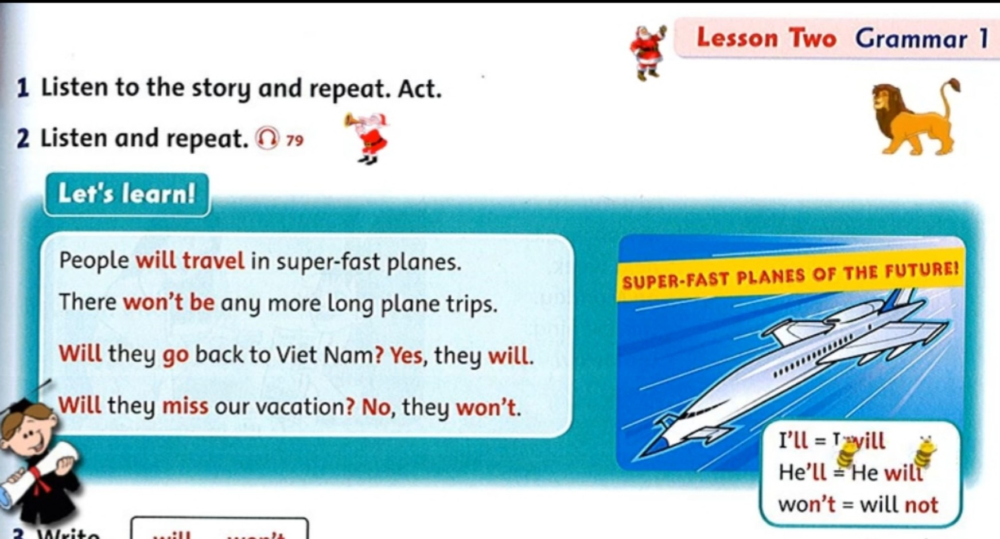 Lesson Two Grammar 1
1 Listen to the story and repeat. Act.
2 Listen and repeat. 79
Let's learn!
People will travel in super-fast planes.
There won't be any more long plane trips.
Will they go back to Viet Nam? Yes, they will.
Will they miss our vacation? No, they won't.
SUPER-FAST PLANES OF THE FUTURE!
I'll = I will
He'll = He will
won't = will not
3 Write
will won't